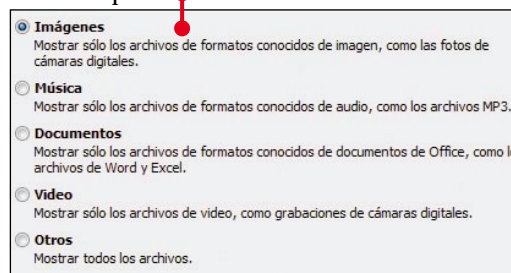 Imágenes
Mostrar sólo los archivos de formatos conocidos de imagen, como las fotos de
cámaras digitales.
Música
Mostrar sólo los archivos de formatos conocidos de audio, como los archivos MP3.
Documentos
Mostrar sólo los archivos de formatos conocidos de documentos de Office, como
archivos de Word y Excel.
Video
Mostrar sólo los archivos de video, como grabaciones de cámaras digitales.
Otros
Mostrar todos los archivos.